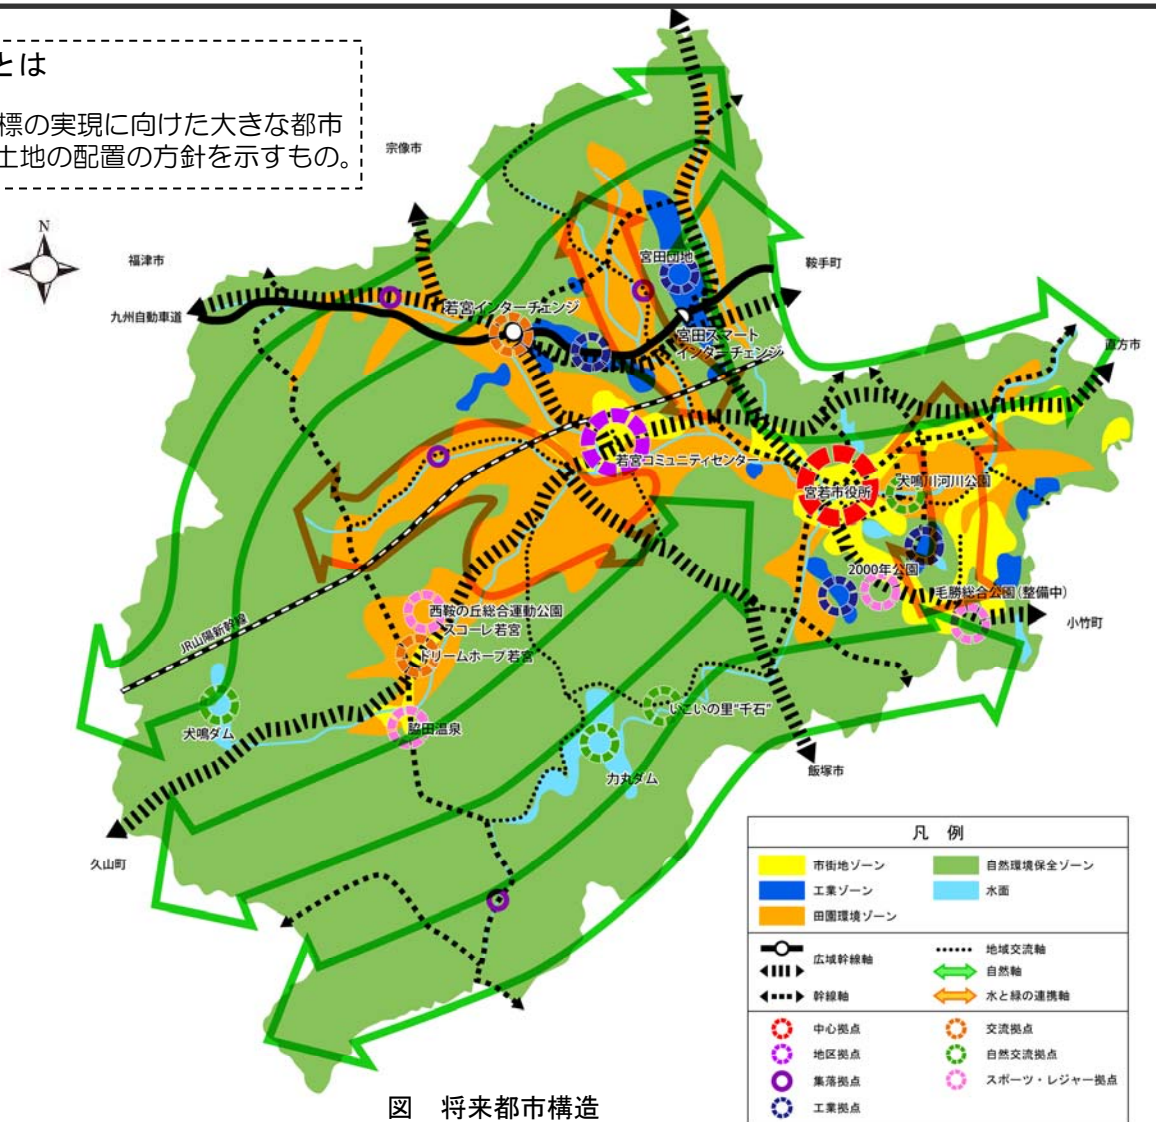 とは
標の実現に向けた大きな都市
土地の配置の方針を示すもの。
N
宗像市
福津市
九州自動車道
若宮インターチェンジ
宮田団地
鞍手町
宮田スマート
インターチェンジ
直方市
若宮コミュニティセンター
宮若市役所
犬鳴川河川公園
2000年公園
毛勝総合公園(整備中)
小竹町
西鞍の丘総合運動公園
スコーレ若宮
ドリームホープ若宮
JR山陽新幹線
犬鳴ダム
脇田温泉
いこいの里"千石"
力丸ダム
飯塚市
久山町
凡 例
市街地ゾーン
自然環境保全ゾーン
工業ゾーン
水面
田園環境ゾーン
広域幹線軸
地域交流軸
自然軸
幹線軸
水と緑の連携軸
中心拠点
交流拠点
地区拠点
自然交流拠点
集落拠点
スポーツ・レジャー拠点
工業拠点
図 将来都市構造